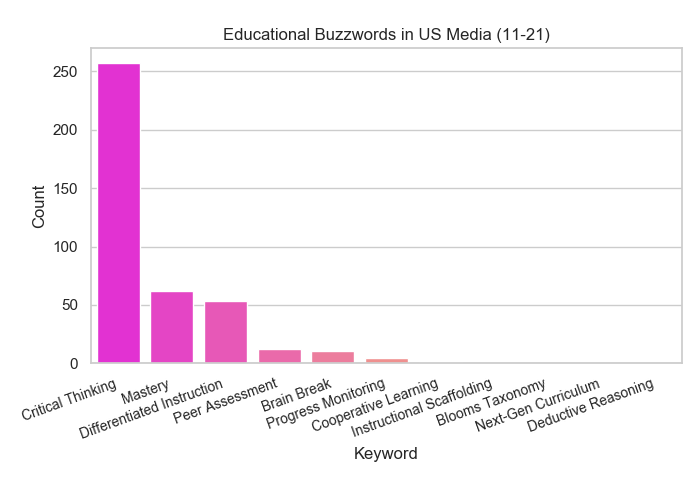 Educational Buzzwords in US Media (11-21)
250
200
150
100
50
0
Count
Critical Thinking
Mastery
Differentiated Instruction
Peer Assessment
Brain Break
Progress Monitoring
Cooperative Learning
Instructional Scaffolding
Blooms Taxonomy
Next-Gen Curriculum
Deductive Reasoning
Keyword